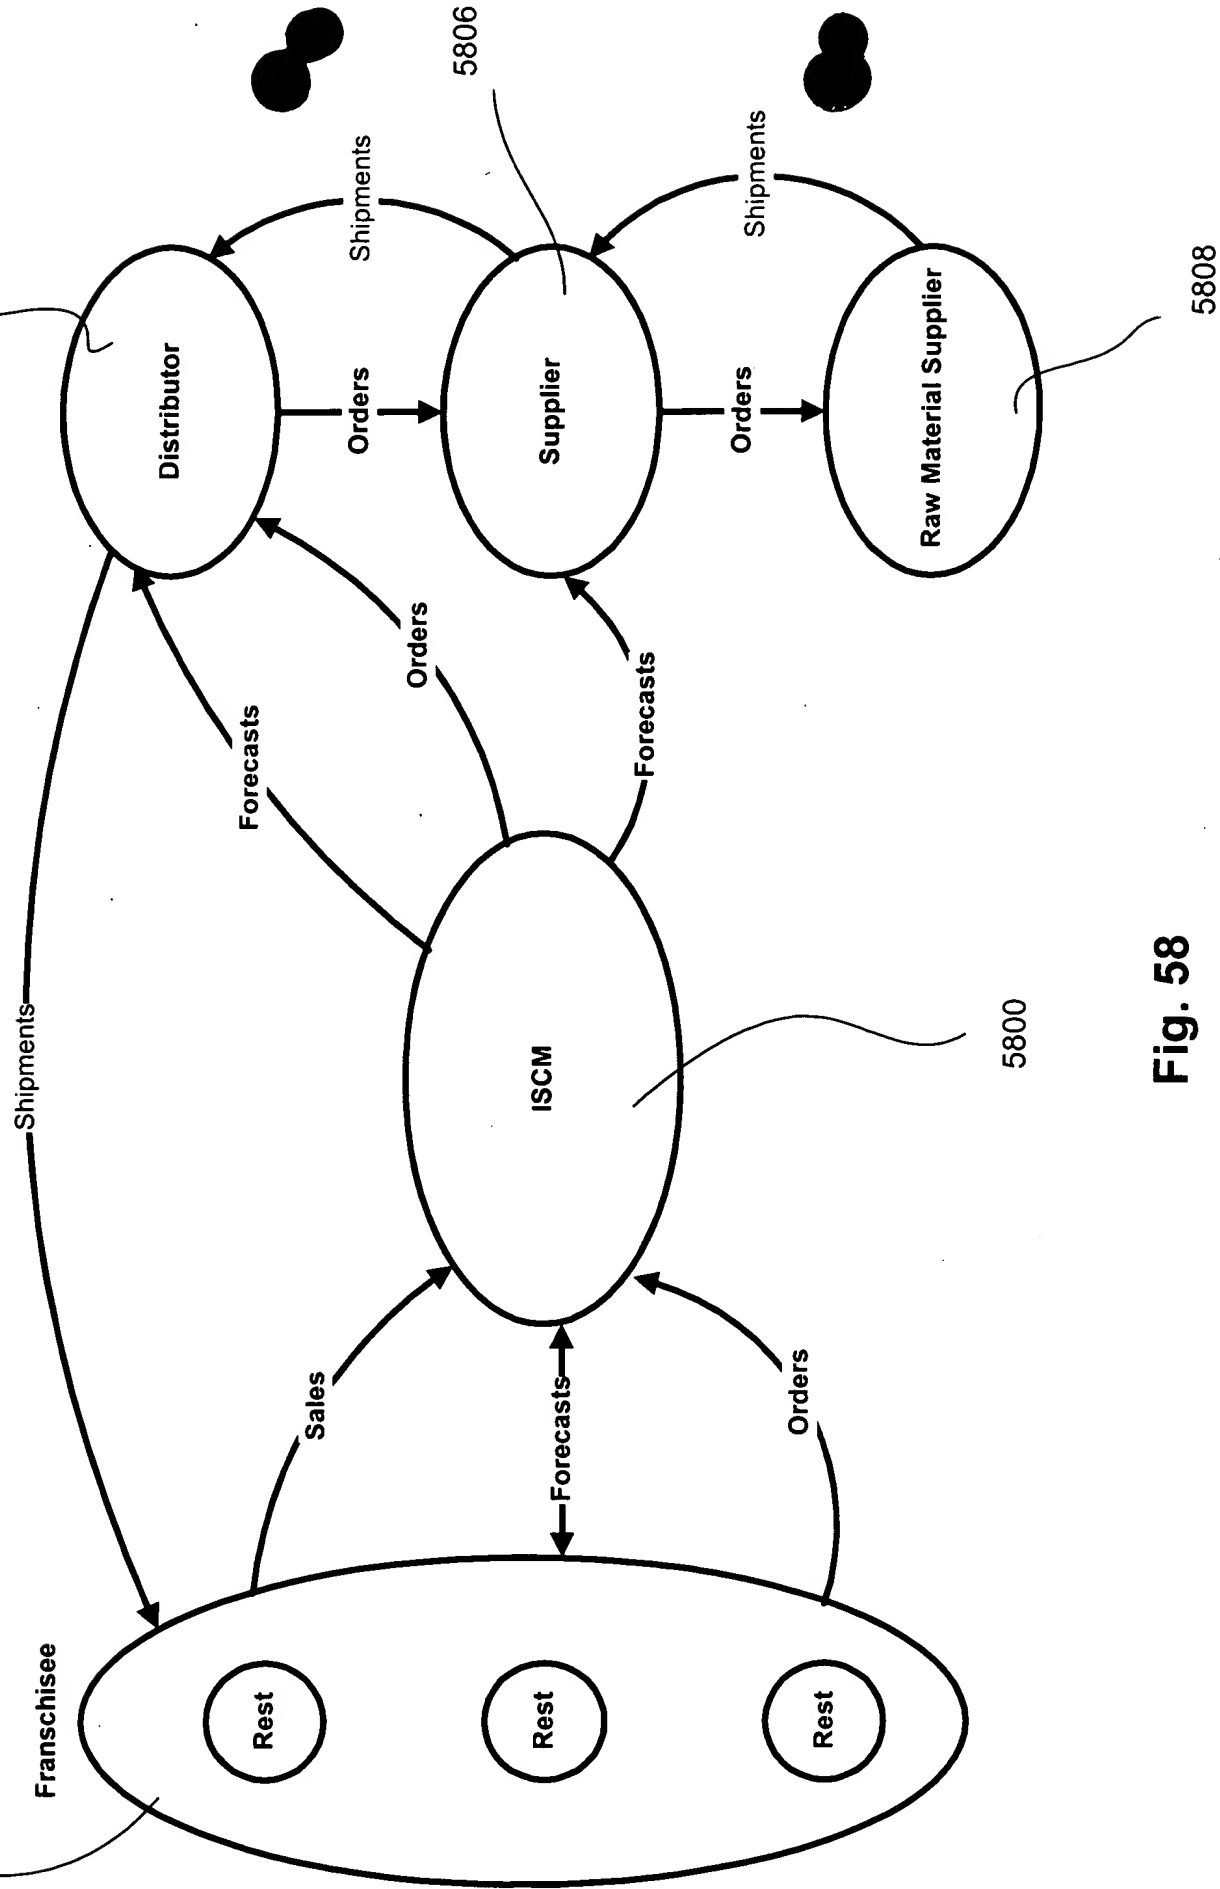 Franschisee
Rest
Rest
Rest
Shipments
Sales
Forecasts
Orders
ISCM
5800
Forecasts
Orders
Forecasts
Distributor
Orders
Shipments
Supplier
5806
Orders
Shipments
Raw Material Supplier
5808
Fig. 58